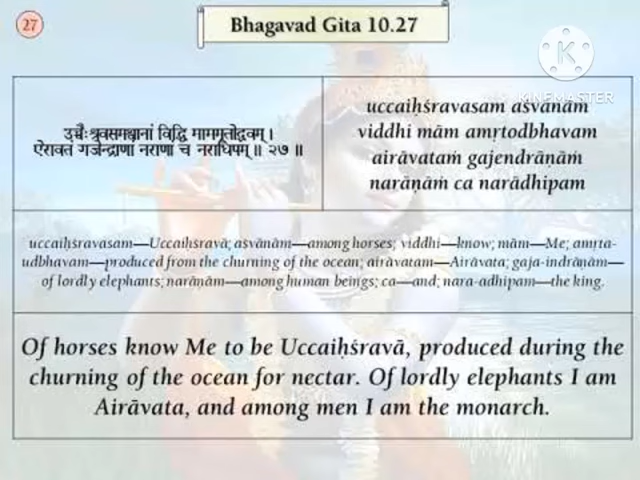 27
Bhagavad Gita 10.27
KINEMASTER
उच्चैःश्रवसमश्वानां विद्धि माममृतोद्भवम् ।
ऐरावतं गजेन्द्राणां नराणां च नराधिपम् ॥ २७ ॥
uccaiḥśravasam aśvānāṁ
viddhi mām amṛtodbhavam
airāvataṁ gajendrāṇāṁ
narāṇāṁ ca narādhipam
uccaiḥśravasam—Uccaiḥśravā; aśvānām—among horses; viddhi—know; mām—Me; amṛta-
udbhavam—produced from the churning of the ocean; airāvatam—Airāvata; gaja-indrāṇām—
of lordly elephants; narāṇām—among human beings; ca—and; nara-adhipam—the king.
Of horses know Me to be Uccaiḥśravā, produced during the
churning of the ocean for nectar. Of lordly elephants I am
Airāvata, and among men I am the monarch.